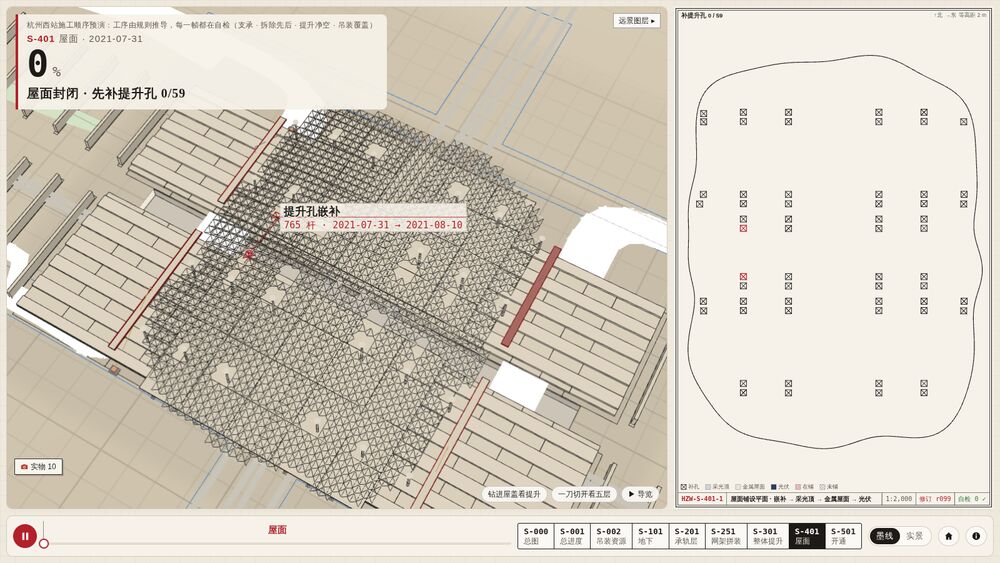 杭州西站施工顺序预演：工序由规则推导，每一帧都在自检（支承 · 拆除先后 · 提升净空 · 吊装覆盖）
S-401 屋面 · 2021-07-31
0 %
屋面封闭 · 先补提升孔 0/59
远景图层 ▸
提升孔嵌补
765 杆 · 2021-07-31 → 2021-08-10
实物 10
钻进屋盖看提升
一刀切开看五层
▶ 导览
补提升孔 0 / 59
↑北 →东 等高距 2 m
补孔 采光顶 金属屋面 光伏 在铺 未铺
HZW-S-401-1 屋面铺设平面 · 嵌补 → 采光顶 → 金属屋面 → 光伏 1:2,000 修订 r099 自检 0 ✓
屋面
S-000 总图
S-001 总进度
S-002 吊装资源
S-101 地下
S-201 承轨层
S-251 网架拼装
S-301 整体提升
S-401 屋面
S-501 开通
墨线 实景